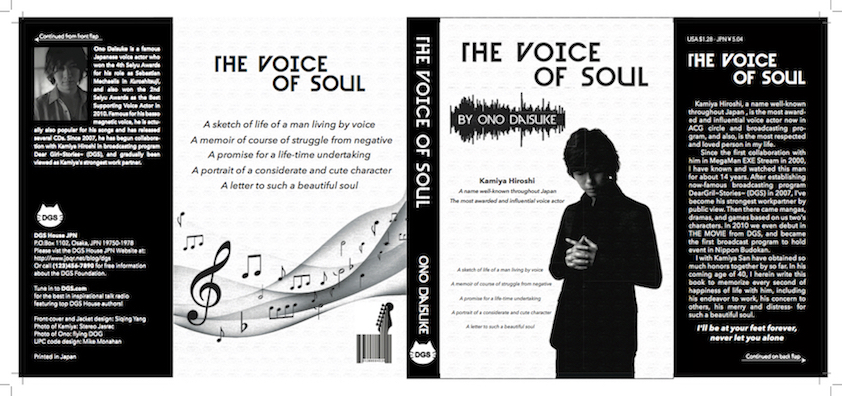 Continued from front flap
Ono Daisuke is a famous
Japanese voice actor who
won the 4th Seiyu Awards
for his role as Sebastian
Michaelis in Kuroshitsuji,
and also won the 2nd
Seiyu Awards as the Best
Supporting Voice Actor in
2010. Famous for his basso
magnetic voice, he is actu-
ally also popular for his songs and has released
several CDs. Since 2007, he has begun collabora-
tion with Kamiya Hiroshi in broadcasting program
Dear Girl~Stories~ (DGS), and gradually been
viewed as Kamiya's strongest work partner.
DGS
DGS House JPN
P.O.Box 1102, Osaka, JPN 19750-1978
Please vist the DGS House JPN Website at:
http://www.joqr.net/blog/dgs
Or call (123)456-7890 for free information
about the DGS Foundation.
Tune in to DGS.com
for the best in inspirational talk radio
featuring top DGS House authors!
Front-cover and Jacket design: Siqing Yang
Photo of Kamiya: Stereo Jasrac
Photo of Ono: flying DOG
UPC code design: Mike Monahan
Printed in Japan
THE VOICE
OF SOUL
A sketch of life of a man living by voice
A memoir of course of struggle from negative
A promise for a life-time undertaking
A portrait of a considerate and cute character
A letter to such a beautiful soul
THE VOICE OF SOUL
ONO DAISUKE
DGS
THE VOICE
OF SOUL
BY ONO DAISUKE
Kamiya Hiroshi
A name well-known throughout Japan
The most awarded and influential voice actor
A sketch of life of a man living by voice
A memoir of course of struggle from negative
A promise for a life-time undertaking
A portrait of a considerate and cute character
A letter to such a beautiful soul
USA $1.28 · JPN ¥ 5.04
THE VOICE
OF SOUL
Kamiya Hiroshi, a name well-known
throughout Japan , is the most award-
ed and influential voice actor now in
ACG circle and broadcasting pro-
gram, and also, is the most respected
and loved person in my life.
Since the first collaboration with
him in MegaMan EXE Stream in 2000,
I have known and watched this man
for about 14 years. After establishing
now-famous broadcasting program
DearGril~Stories~ (DGS) in 2007, I've
become his strongest workpartner by
public view. Then there came mangas,
dramas, and games based on us two's
characters. In 2010 we even debut in
THE MOVIE from DGS, and became
the first broadcast program to hold
event in Nippon Budokan.
I with Kamiya San have obtained so
much honors together by so far. In his
coming age of 40, I herein write this
book to memorize every second of
happiness of life with him, including
his endeavor to work, his concern to
others, his merry and distress- for
such a beautiful soul.
I'll be at your feet forever,
never let you alone
Continued on back flap